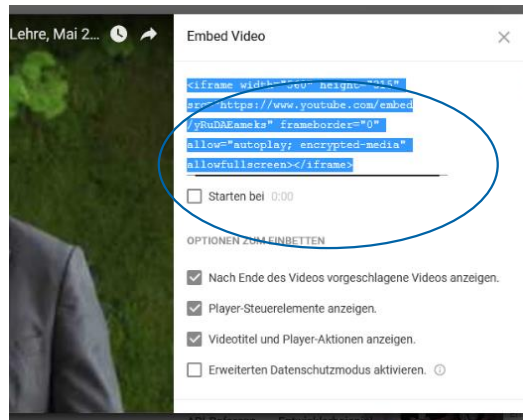 Lehre, Mai 2...
Embed Video
<iframe width="560" height="315"
src="https://www.youtube.com/embed
/yRuDAEameks" frameborder="0"
allow="autoplay; encrypted-media"
allowfullscreen></iframe>
Starten bei 0:00
OPTIONEN ZUM EINBETTEN
Nach Ende des Videos vorgeschlagene Videos anzeigen.
Player-Steuerelemente anzeigen.
Videotitel und Player-Aktionen anzeigen.
Erweiterten Datenschutzmodus aktivieren.